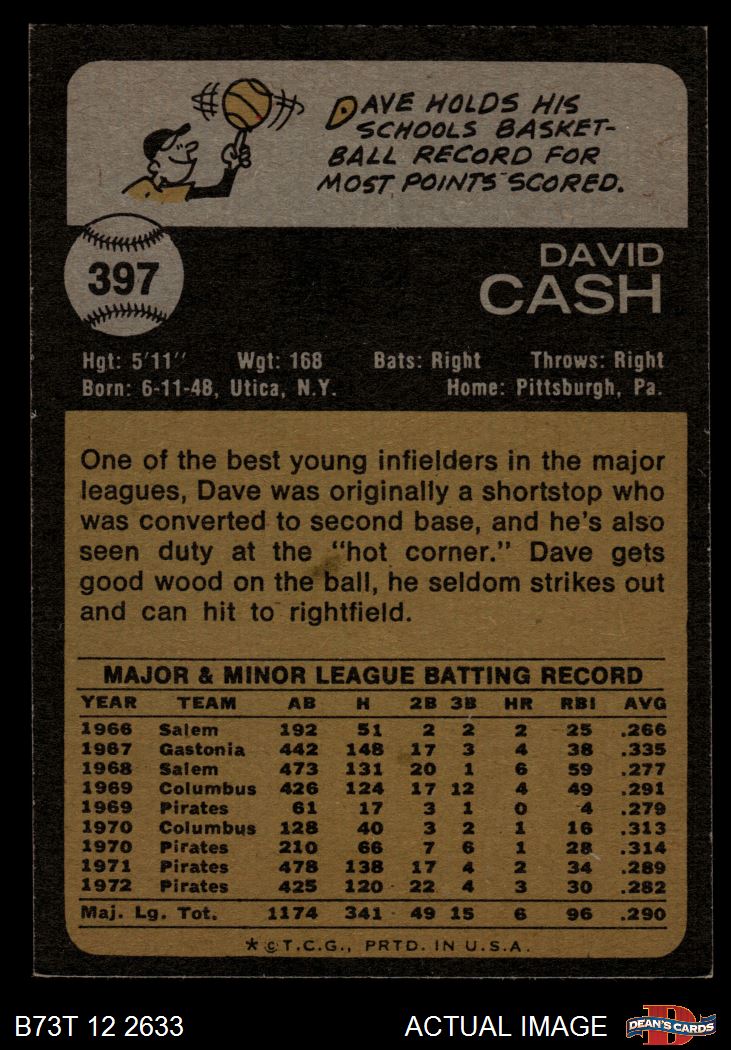 DAVE HOLDS HIS
SCHOOLS BASKET-
BALL RECORD FOR
MOST POINTS SCORED.
397
DAVID
CASH
Hgt: 5'11" Wgt: 168 Bats: Right Throws: Right
Born: 6-11-48, Utica, N.Y. Home: Pittsburgh, Pa.
One of the best young infielders in the major
leagues, Dave was originally a shortstop who
was converted to second base, and he's also
seen duty at the "hot corner." Dave gets
good wood on the ball, he seldom strikes out
and can hit to rightfield.
MAJOR & MINOR LEAGUE BATTING RECORD
YEAR TEAM AB H 2B 3B HR RBI AVG
1966 Salem 192 51 2 2 2 25 .266
1967 Gastonia 442 148 17 3 4 38 .335
1968 Salem 473 131 20 1 6 59 .277
1969 Columbus 426 124 17 12 4 49 .291
1969 Pirates 61 17 3 1 0 4 .279
1970 Columbus 128 40 3 2 1 16 .313
1970 Pirates 210 66 7 6 1 28 .314
1971 Pirates 478 138 17 4 2 34 .289
1972 Pirates 425 120 22 4 3 30 .282
Maj. Lg. Tot. 1174 341 49 15 6 96 .290
* © T.C.G., PRTD. IN U.S.A.
B73T 12 2633 ACTUAL IMAGE D DEAN'S CARDS